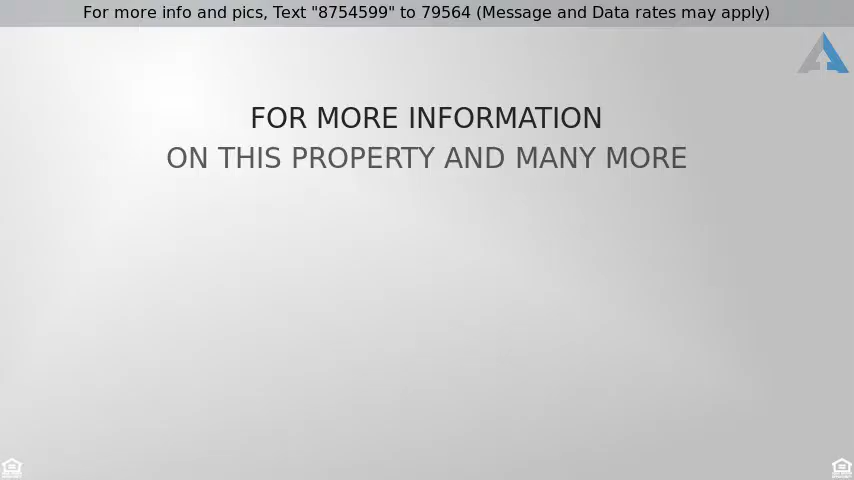 For more info and pics, Text "8754599" to 79564 (Message and Data rates may apply)
FOR MORE INFORMATION
ON THIS PROPERTY AND MANY MORE